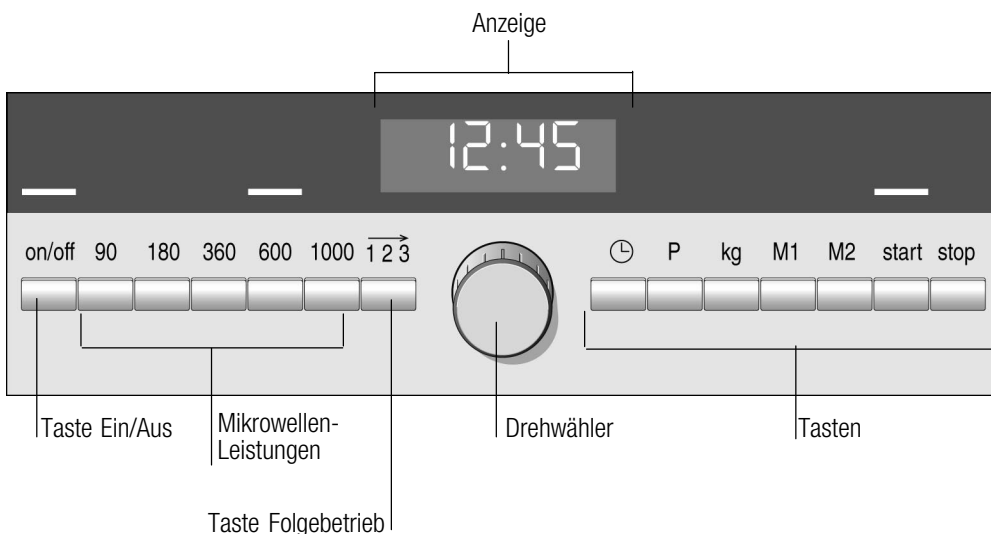 Anzeige
12:45
on/off 90 180 360 600 1000 1 2 3 P kg M1 M2 start stop
Taste Ein/Aus
Mikrowellen-
Leistungen
Drehwähler
Tasten
Taste Folgebetrieb